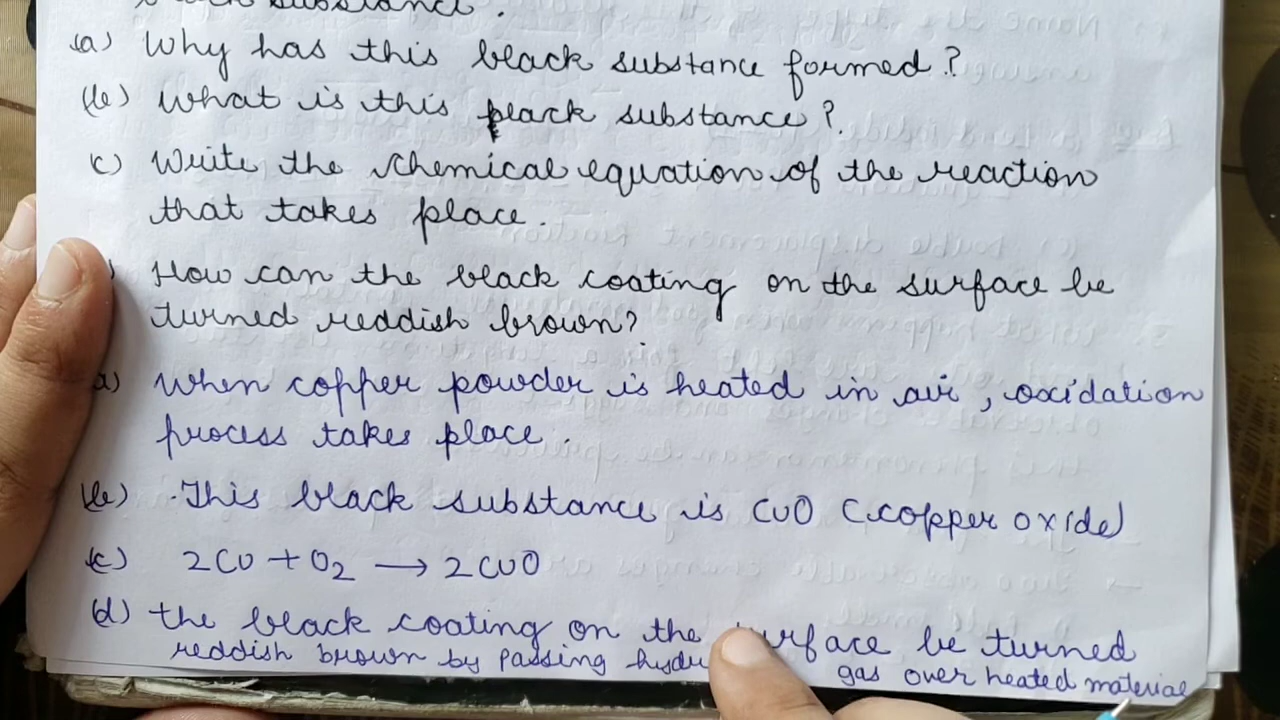 substance.
(a) Why has this black substance formed?
(b) What is this black substance?
c) Write the chemical equation of the reaction
that takes place.
) How can the black coating on the surface be
turned reddish brown?
a) When copper powder is heated in air, oxidation
process takes place.
(b) This black substance is CuO (copper oxide)
(c) 2Cu + O2 → 2CuO
(d) the black coating on the surface be turned
reddish brown by passing gas over heated material